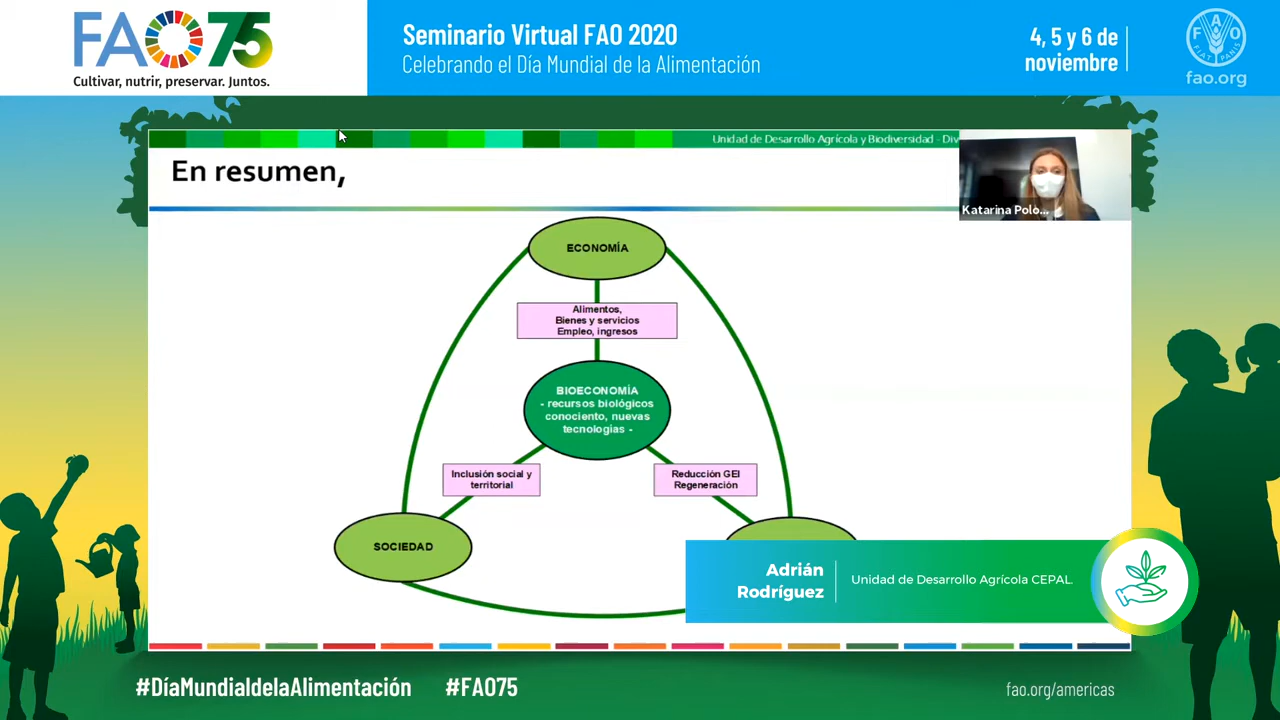 FAO75
Cultivar, nutrir, preservar. Juntos.
Seminario Virtual FAO 2020
Celebrando el Día Mundial de la Alimentación
4, 5 y 6 de
noviembre
FAO
FIAT PANIS
fao.org
Unidad de Desarrollo Agrícola y Biodiversidad - Div
En resumen,
Katarina Polo...
ECONOMÍA
Alimentos,
Bienes y servicios
Empleo, ingresos
BIOECONOMÍA
- recursos biológicos
conociento, nuevas
tecnologías -
Inclusión social y
territorial
Reducción GEI
Regeneración
SOCIEDAD
Adrián
Rodríguez
Unidad de Desarrollo Agrícola CEPAL.
#DíaMundialdelaAlimentación
#FAO75
fao.org/americas